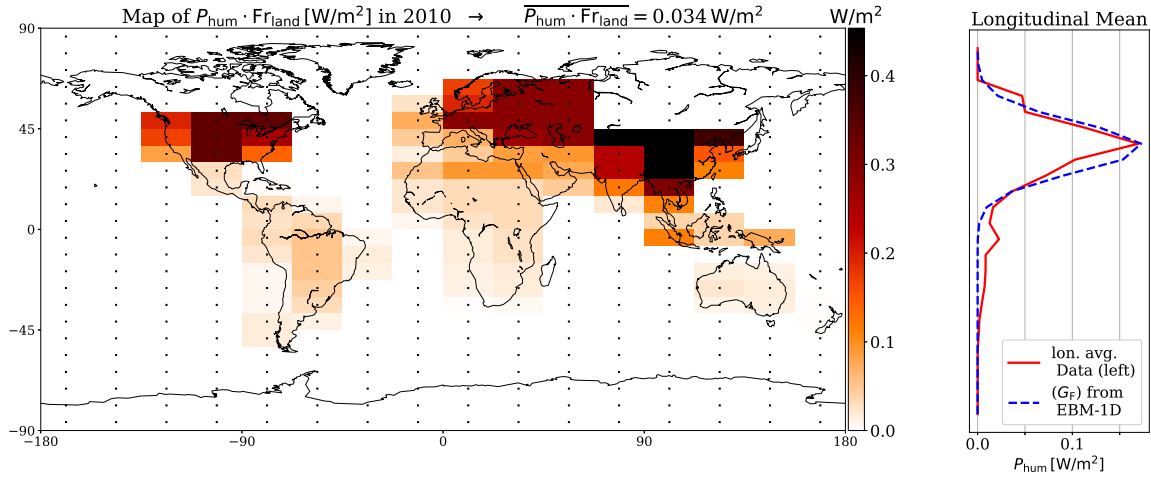 Map of P_hum · Fr_land [W/m²] in 2010 → \overline{P_hum · Fr_land} = 0.034 W/m²
W/m²
Longitudinal Mean
90
45
0
−45
−90
−180
−90
0
90
180
0.4
0.3
0.2
0.1
0.0
lon. avg.
Data (left)
(G_F) from
EBM-1D
0.0
0.1
P_hum [W/m²]